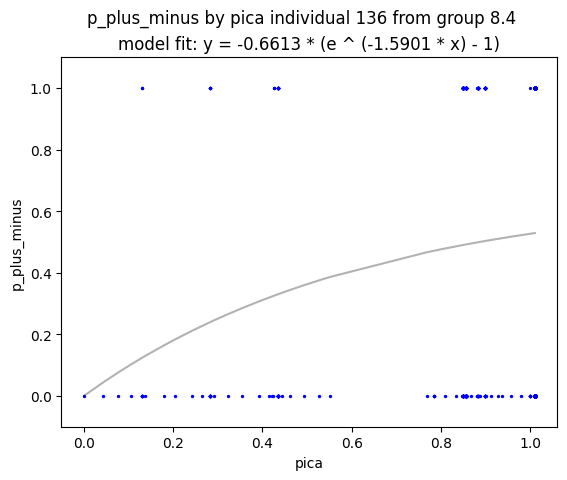 p_plus_minus by pica individual 136 from group 8.4
model fit: y = -0.6613 * (e ^ (-1.5901 * x) - 1)
1.0
0.8
0.6
0.4
0.2
0.0
p_plus_minus
0.0 0.2 0.4 0.6 0.8 1.0
pica